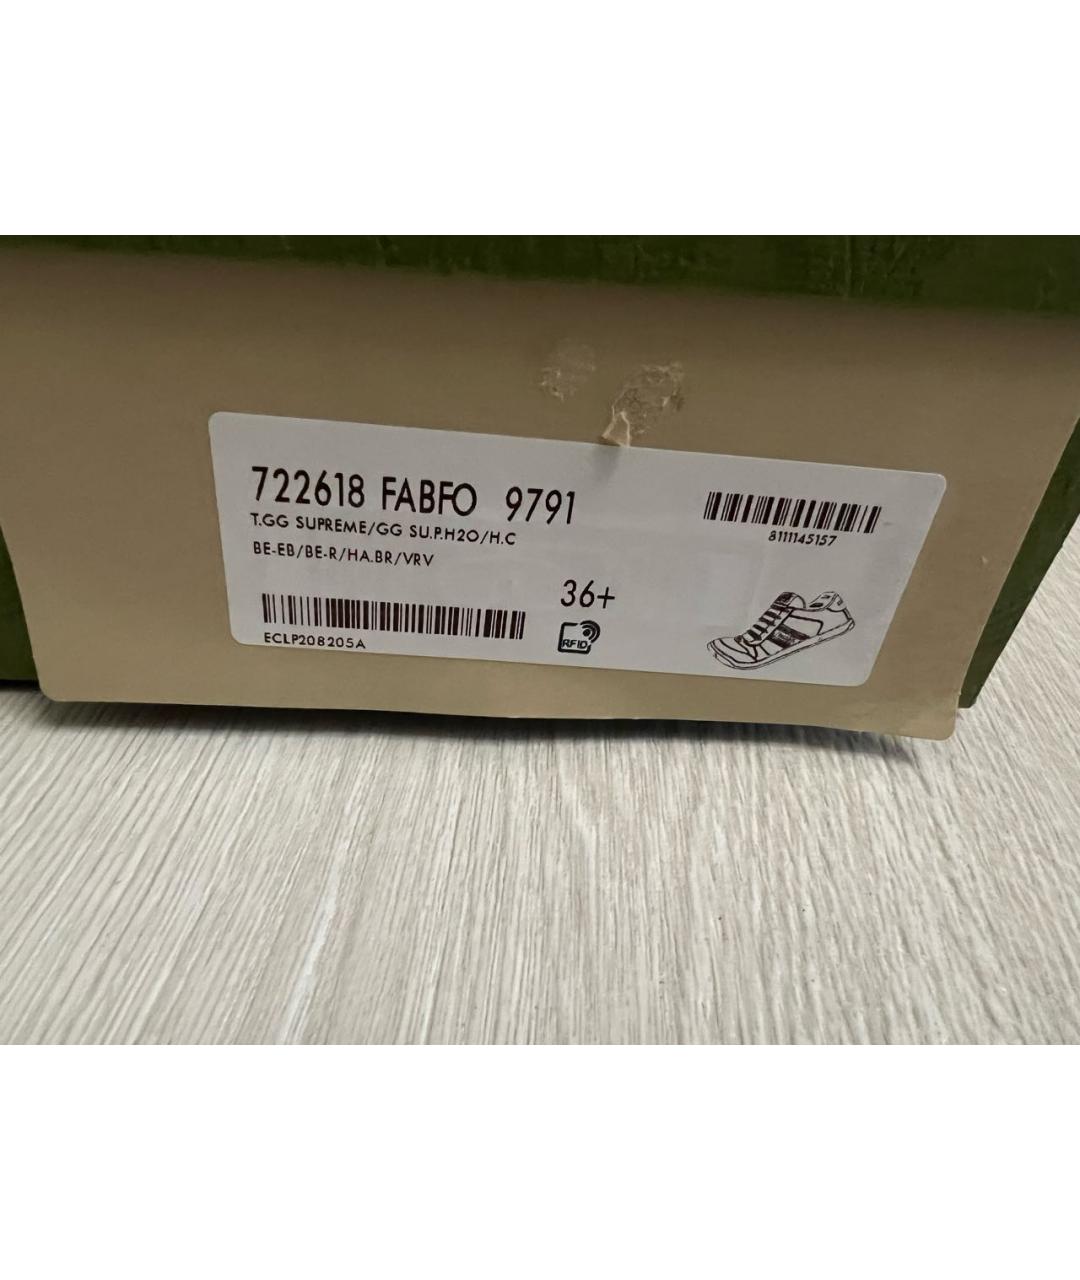 722618 FABFO 9791
T.GG SUPREME/GG SU.P.H2O/H.C
BE-EB/BE-R/HA.BR/VRV
8111145157
36+
ECLP208205A
RFID